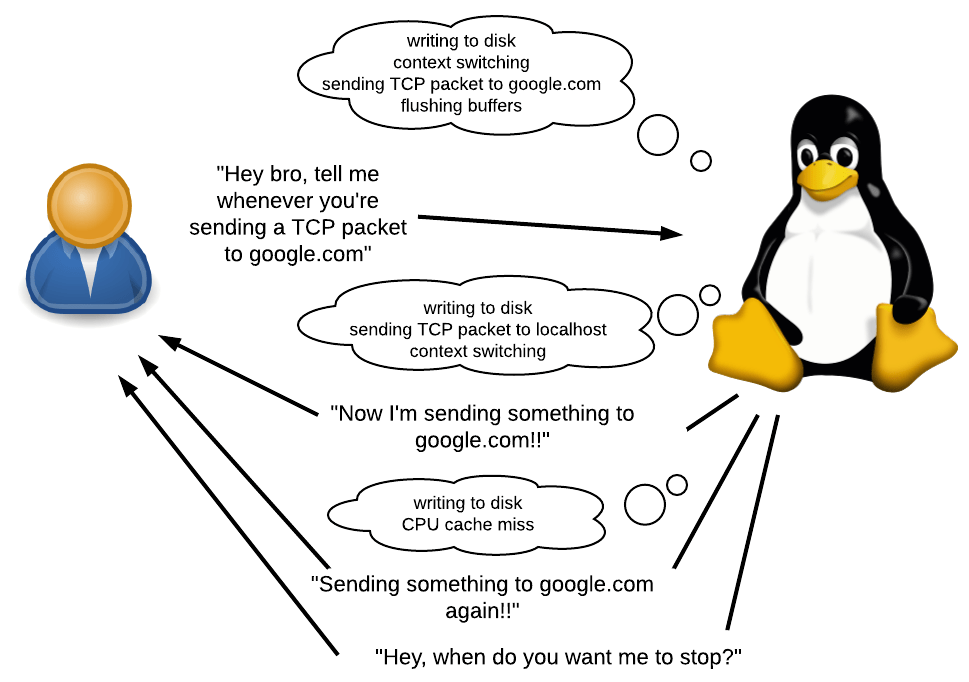 writing to disk
context switching
sending TCP packet to google.com
flushing buffers
"Hey bro, tell me
whenever you're
sending a TCP packet
to google.com"
writing to disk
sending TCP packet to localhost
context switching
"Now I'm sending something to
google.com!!"
writing to disk
CPU cache miss
"Sending something to google.com
again!!"
"Hey, when do you want me to stop?"